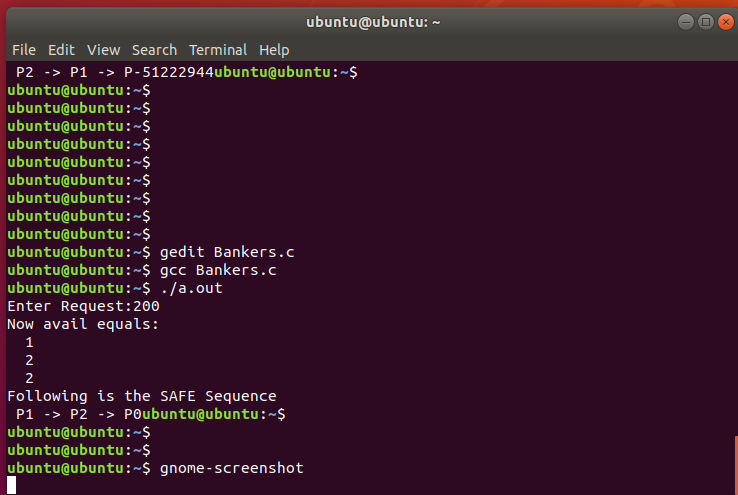 ubuntu@ubuntu: ~
File Edit View Search Terminal Help
P2 -> P1 -> P-51222944ubuntu@ubuntu:~$
ubuntu@ubuntu:~$
ubuntu@ubuntu:~$
ubuntu@ubuntu:~$
ubuntu@ubuntu:~$
ubuntu@ubuntu:~$
ubuntu@ubuntu:~$
ubuntu@ubuntu:~$
ubuntu@ubuntu:~$
ubuntu@ubuntu:~$
ubuntu@ubuntu:~$ gedit Bankers.c
ubuntu@ubuntu:~$ gcc Bankers.c
ubuntu@ubuntu:~$ ./a.out
Enter Request:200
Now avail equals:
1
2
2
Following is the SAFE Sequence
P1 -> P2 -> P0ubuntu@ubuntu:~$
ubuntu@ubuntu:~$
ubuntu@ubuntu:~$
ubuntu@ubuntu:~$ gnome-screenshot